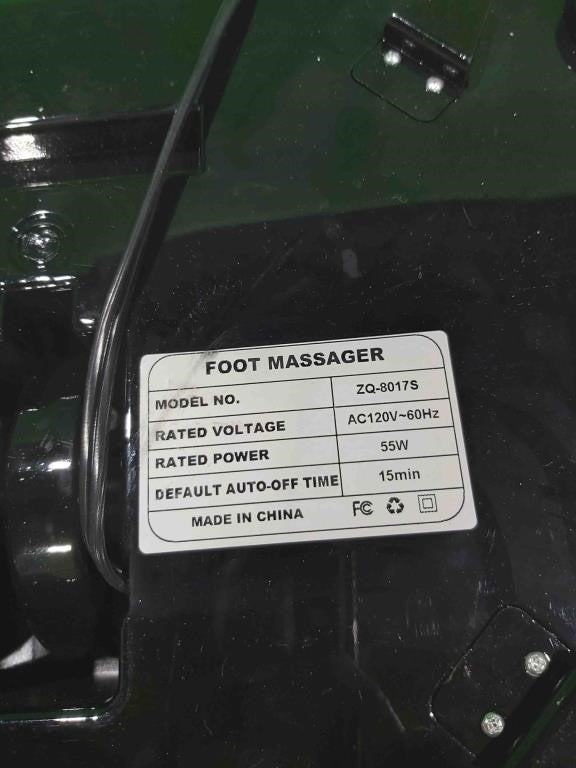 FOOT MASSAGER
MODEL NO. ZQ-8017S
RATED VOLTAGE AC120V~60Hz
RATED POWER 55W
DEFAULT AUTO-OFF TIME 15min
MADE IN CHINA FC